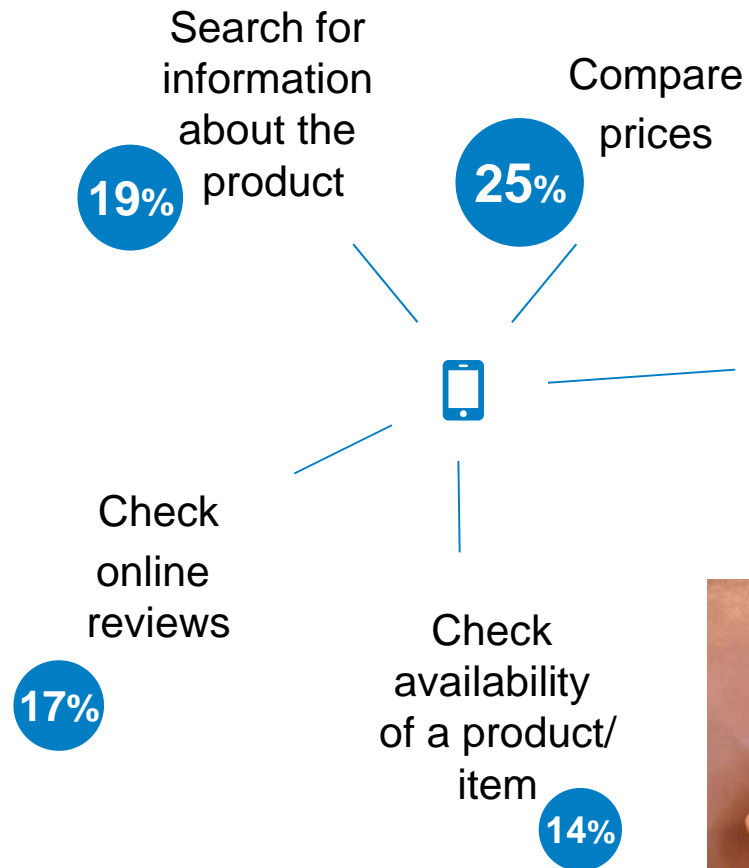 Search for
information
about the
product
19%
Compare
prices
25%
Check
online
reviews
17%
Check
availability
of a product/
item
14%